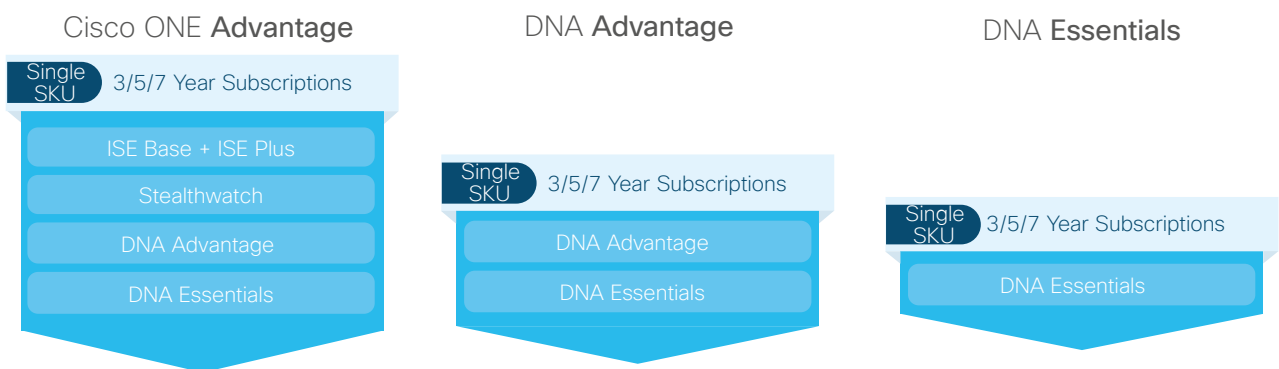 Cisco ONE Advantage
Single
SKU
3/5/7 Year Subscriptions
ISE Base + ISE Plus
Stealthwatch
DNA Advantage
DNA Essentials
DNA Advantage
Single
SKU
3/5/7 Year Subscriptions
DNA Advantage
DNA Essentials
DNA Essentials
Single
SKU
3/5/7 Year Subscriptions
DNA Essentials